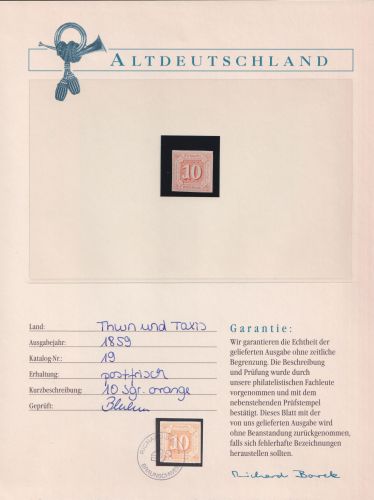 ALTDEUTSCHLAND
10
Land: Thurn und Taxis
Ausgabejahr: 1859
Katalog-Nr.: 19
Erhaltung: postfrisch
Kurzbeschreibung: 10 Sgr. orange
Geprüft:
10
Garantie:
Wir garantieren die Echtheit der
gelieferten Ausgabe ohne zeitliche
Begrenzung. Die Beschreibung
und Prüfung wurde durch
unsere philatelistischen Fachleute
vorgenommen und mit dem
nebenstehenden Prüfstempel
bestätigt. Dieses Blatt mit der
von uns gelieferten Ausgabe wird
ohne Beanstandung zurückgenommen,
falls sich fehlerhafte Bezeichnungen
herausstellen sollten.
Richard Borek